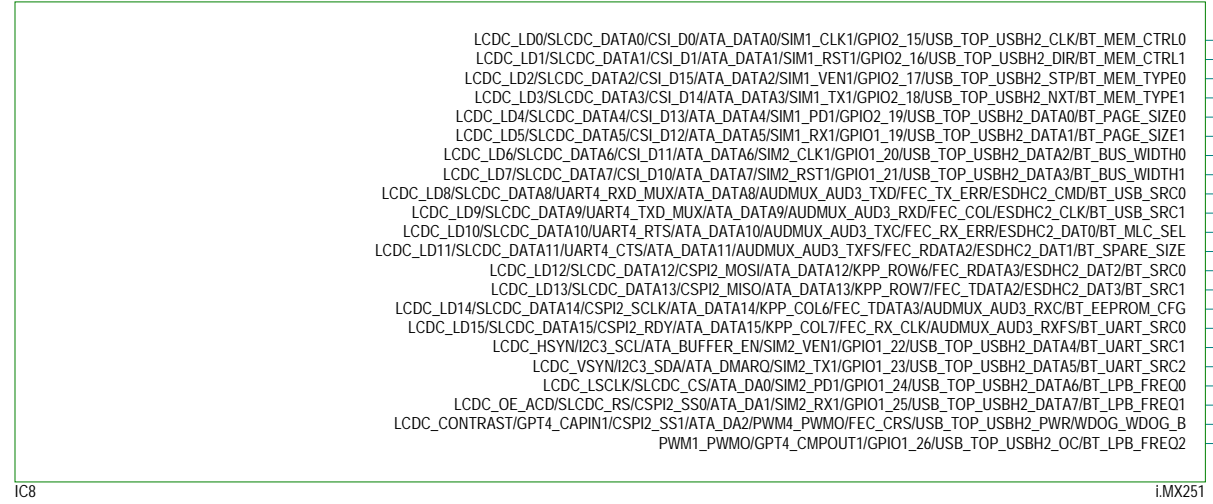 LCDC_LD0/SLCDC_DATA0/CSI_D0/ATA_DATA0/SIM1_CLK1/GPIO2_15/USB_TOP_USBH2_CLK/BT_MEM_CTRL0
LCDC_LD1/SLCDC_DATA1/CSI_D1/ATA_DATA1/SIM1_RST1/GPIO2_16/USB_TOP_USBH2_DIR/BT_MEM_CTRL1
LCDC_LD2/SLCDC_DATA2/CSI_D15/ATA_DATA2/SIM1_VEN1/GPIO2_17/USB_TOP_USBH2_STP/BT_MEM_TYPE0
LCDC_LD3/SLCDC_DATA3/CSI_D14/ATA_DATA3/SIM1_TX1/GPIO2_18/USB_TOP_USBH2_NXT/BT_MEM_TYPE1
LCDC_LD4/SLCDC_DATA4/CSI_D13/ATA_DATA4/SIM1_PD1/GPIO2_19/USB_TOP_USBH2_DATA0/BT_PAGE_SIZE0
LCDC_LD5/SLCDC_DATA5/CSI_D12/ATA_DATA5/SIM1_RX1/GPIO1_19/USB_TOP_USBH2_DATA1/BT_PAGE_SIZE1
LCDC_LD6/SLCDC_DATA6/CSI_D11/ATA_DATA6/SIM2_CLK1/GPIO1_20/USB_TOP_USBH2_DATA2/BT_BUS_WIDTH0
LCDC_LD7/SLCDC_DATA7/CSI_D10/ATA_DATA7/SIM2_RST1/GPIO1_21/USB_TOP_USBH2_DATA3/BT_BUS_WIDTH1
LCDC_LD8/SLCDC_DATA8/UART4_RXD_MUX/ATA_DATA8/AUDMUX_AUD3_TXD/FEC_TX_ERR/ESDHC2_CMD/BT_USB_SRC0
LCDC_LD9/SLCDC_DATA9/UART4_TXD_MUX/ATA_DATA9/AUDMUX_AUD3_RXD/FEC_COL/ESDHC2_CLK/BT_USB_SRC1
LCDC_LD10/SLCDC_DATA10/UART4_RTS/ATA_DATA10/AUDMUX_AUD3_TXC/FEC_RX_ERR/ESDHC2_DAT0/BT_MLC_SEL
LCDC_LD11/SLCDC_DATA11/UART4_CTS/ATA_DATA11/AUDMUX_AUD3_TXFS/FEC_RDATA2/ESDHC2_DAT1/BT_SPARE_SIZE
LCDC_LD12/SLCDC_DATA12/CSPI2_MOSI/ATA_DATA12/KPP_ROW6/FEC_RDATA3/ESDHC2_DAT2/BT_SRC0
LCDC_LD13/SLCDC_DATA13/CSPI2_MISO/ATA_DATA13/KPP_ROW7/FEC_TDATA2/ESDHC2_DAT3/BT_SRC1
LCDC_LD14/SLCDC_DATA14/CSPI2_SCLK/ATA_DATA14/KPP_COL6/FEC_TDATA3/AUDMUX_AUD3_RXC/BT_EEPROM_CFG
LCDC_LD15/SLCDC_DATA15/CSPI2_RDY/ATA_DATA15/KPP_COL7/FEC_RX_CLK/AUDMUX_AUD3_RXFS/BT_UART_SRC0
LCDC_HSYN/I2C3_SCL/ATA_BUFFER_EN/SIM2_VEN1/GPIO1_22/USB_TOP_USBH2_DATA4/BT_UART_SRC1
LCDC_VSYN/I2C3_SDA/ATA_DMARQ/SIM2_TX1/GPIO1_23/USB_TOP_USBH2_DATA5/BT_UART_SRC2
LCDC_LSCLK/SLCDC_CS/ATA_DA0/SIM2_PD1/GPIO1_24/USB_TOP_USBH2_DATA6/BT_LPB_FREQ0
LCDC_OE_ACD/SLCDC_RS/CSPI2_SS0/ATA_DA1/SIM2_RX1/GPIO1_25/USB_TOP_USBH2_DATA7/BT_LPB_FREQ1
LCDC_CONTRAST/GPT4_CAPIN1/CSPI2_SS1/ATA_DA2/PWM4_PWMO/FEC_CRS/USB_TOP_USBH2_PWR/WDOG_WDOG_B
PWM1_PWMO/GPT4_CMPOUT1/GPIO1_26/USB_TOP_USBH2_OC/BT_LPB_FREQ2
IC8 i.MX251